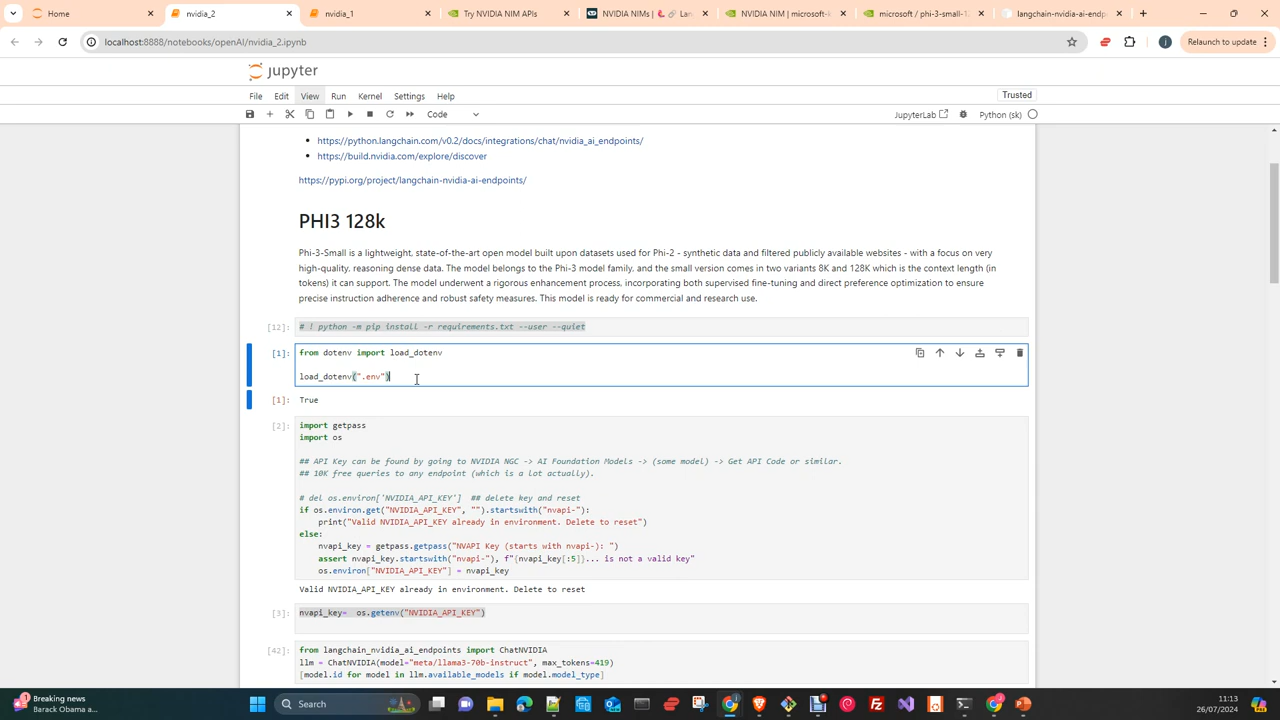 Home
nvidia_2
nvidia_1
Try NVIDIA NIM APIs
NVIDIA NIMs | 🦜️🔗 Lan
NVIDIA NIM | microsoft-
microsoft / phi-3-small-12
langchain-nvidia-ai-endp
localhost:8888/notebooks/openAI/nvidia_2.ipynb
Relaunch to update
jupyter
File Edit View Run Kernel Settings Help
Trusted
Code
JupyterLab
Python (sk)
https://python.langchain.com/v0.2/docs/integrations/chat/nvidia_ai_endpoints/
https://build.nvidia.com/explore/discover
https://pypi.org/project/langchain-nvidia-ai-endpoints/
PHI3 128k
Phi-3-Small is a lightweight, state-of-the-art open model built upon datasets used for Phi-2 - synthetic data and filtered publicly available websites - with a focus on very
high-quality, reasoning dense data. The model belongs to the Phi-3 model family, and the small version comes in two variants 8K and 128K which is the context length (in
tokens) it can support. The model underwent a rigorous enhancement process, incorporating both supervised fine-tuning and direct preference optimization to ensure
precise instruction adherence and robust safety measures. This model is ready for commercial and research use.
[12]: # ! python -m pip install -r requirements.txt --user --quiet
[1]: from dotenv import load_dotenv
load_dotenv(".env")
[1]: True
[2]: import getpass
import os
## API Key can be found by going to NVIDIA NGC -> AI Foundation Models -> (some model) -> Get API Code or similar.
## 10K free queries to any endpoint (which is a lot actually).
# del os.environ['NVIDIA_API_KEY']  ## delete key and reset
if os.environ.get("NVIDIA_API_KEY", "").startswith("nvapi-"):
print("Valid NVIDIA_API_KEY already in environment. Delete to reset")
else:
nvapi_key = getpass.getpass("NVAPI Key (starts with nvapi-): ")
assert nvapi_key.startswith("nvapi-"), f"{nvapi_key[:5]}... is not a valid key"
os.environ["NVIDIA_API_KEY"] = nvapi_key
Valid NVIDIA_API_KEY already in environment. Delete to reset
[3]: nvapi_key=  os.getenv("NVIDIA_API_KEY")
[42]: from langchain_nvidia_ai_endpoints import ChatNVIDIA
llm = ChatNVIDIA(model="meta/llama3-70b-instruct", max_tokens=419)
[model.id for model in llm.available_models if model.model_type]
Breaking news
Barack Obama a...
Search
11:13
26/07/2024